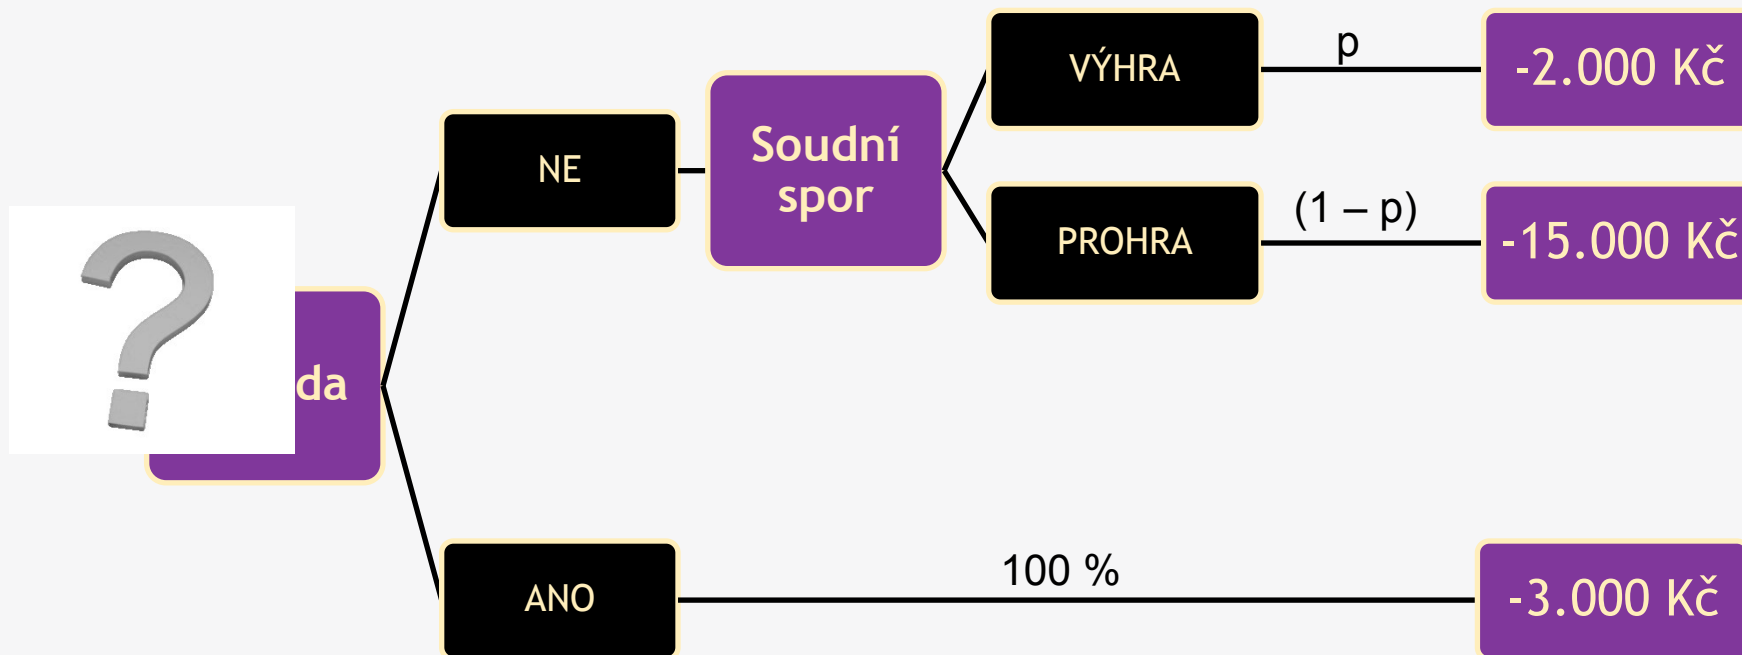 p
VÝHRA
-2.000 Kč
NE
Soudní
spor
(1 – p)
PROHRA
-15.000 Kč
da
100 %
ANO
-3.000 Kč